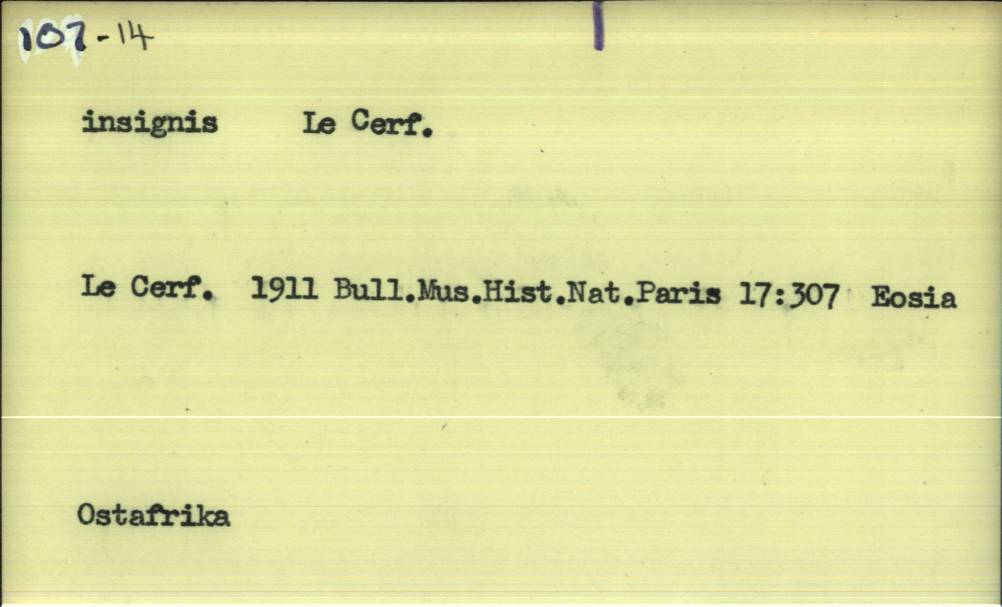 107-14
insignis Le Cerf.
Le Cerf. 1911 Bull.Mus.Hist.Nat.Paris 17:307 Eosia
Ostafrika